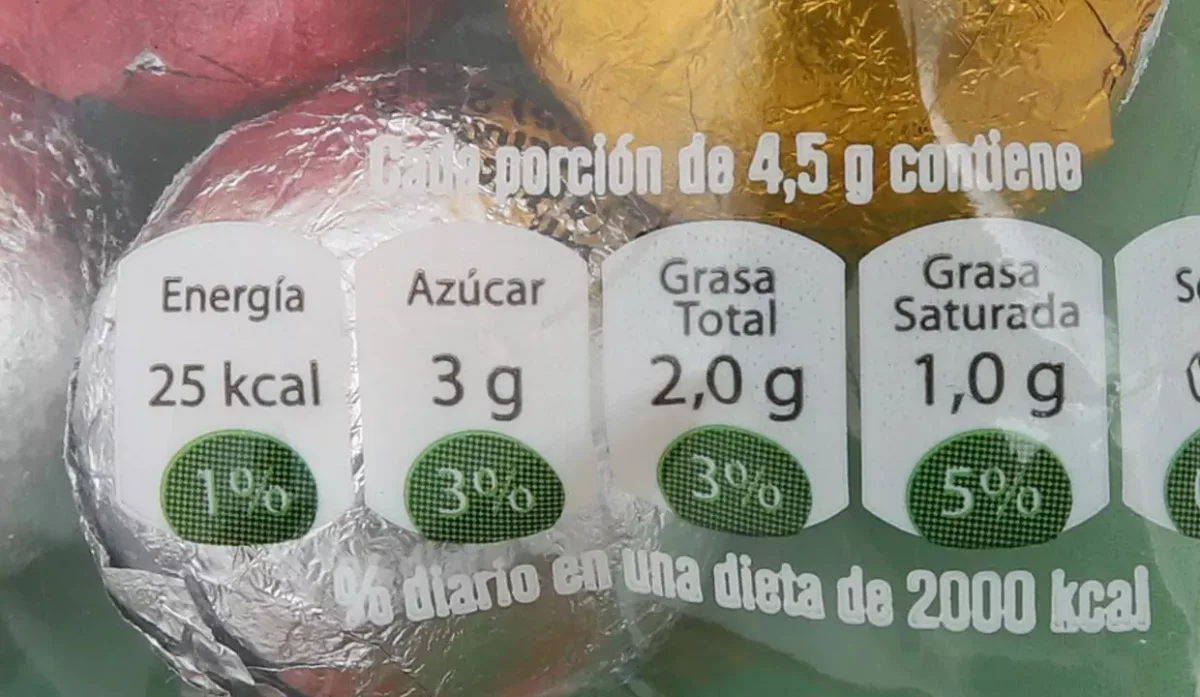 Cada porción de 4,5 g contiene
Energía
25 kcal
1%
Azúcar
3 g
3%
Grasa
Total
2,0 g
3%
Grasa
Saturada
1,0 g
5%
% diario en una dieta de 2000 kcal